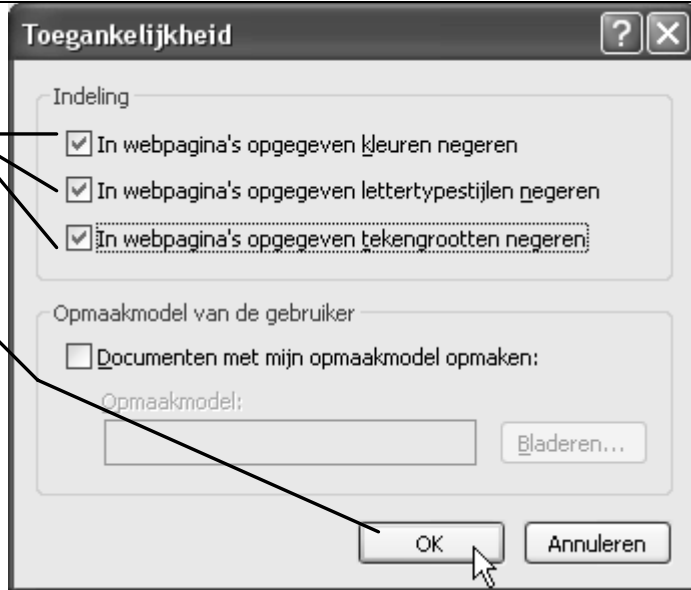 Toegankelijkheid
Indeling
In webpagina's opgegeven kleuren negeren
In webpagina's opgegeven lettertypestijlen negeren
In webpagina's opgegeven tekengrootten negeren
Opmaakmodel van de gebruiker
Documenten met mijn opmaakmodel opmaken:
Opmaakmodel:
Bladeren...
OK Annuleren